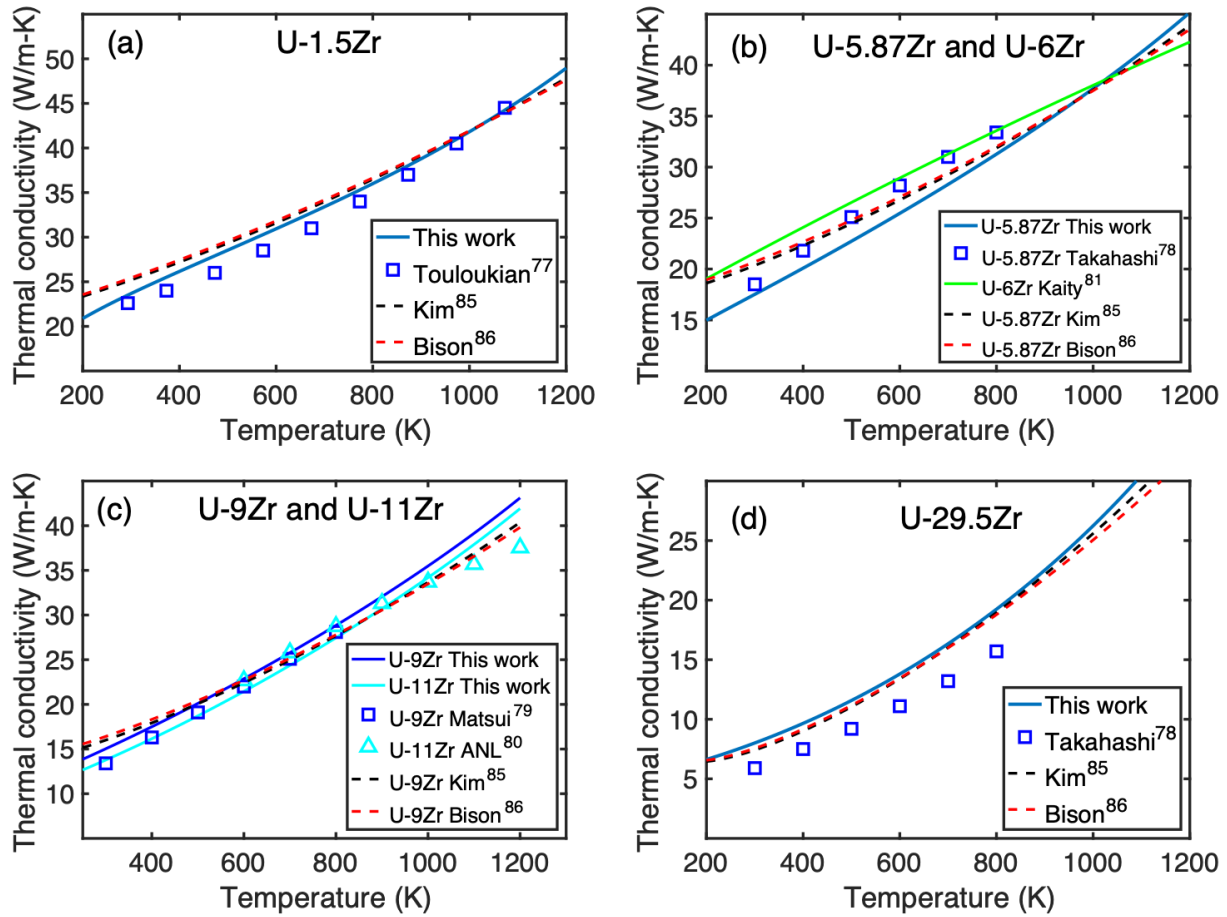 (a)
U-1.5Zr
Thermal conductivity (W/m-K)
50
45
40
35
30
25
20
This work
Touloukian77
Kim85
Bison86
200 400 600 800 1000 1200
Temperature (K)
(b)
U-5.87Zr and U-6Zr
Thermal conductivity (W/m-K)
40
35
30
25
20
15
U-5.87Zr This work
U-5.87Zr Takahashi78
U-6Zr Kaity81
U-5.87Zr Kim85
U-5.87Zr Bison86
200 400 600 800 1000 1200
Temperature (K)
(c)
U-9Zr and U-11Zr
Thermal conductivity (W/m-K)
40
35
30
25
20
15
10
U-9Zr This work
U-11Zr This work
U-9Zr Matsui79
U-11Zr ANL80
U-9Zr Kim85
U-9Zr Bison86
400 600 800 1000 1200
Temperature (K)
(d)
U-29.5Zr
Thermal conductivity (W/m-K)
25
20
15
10
5
This work
Takahashi78
Kim85
Bison86
200 400 600 800 1000 1200
Temperature (K)